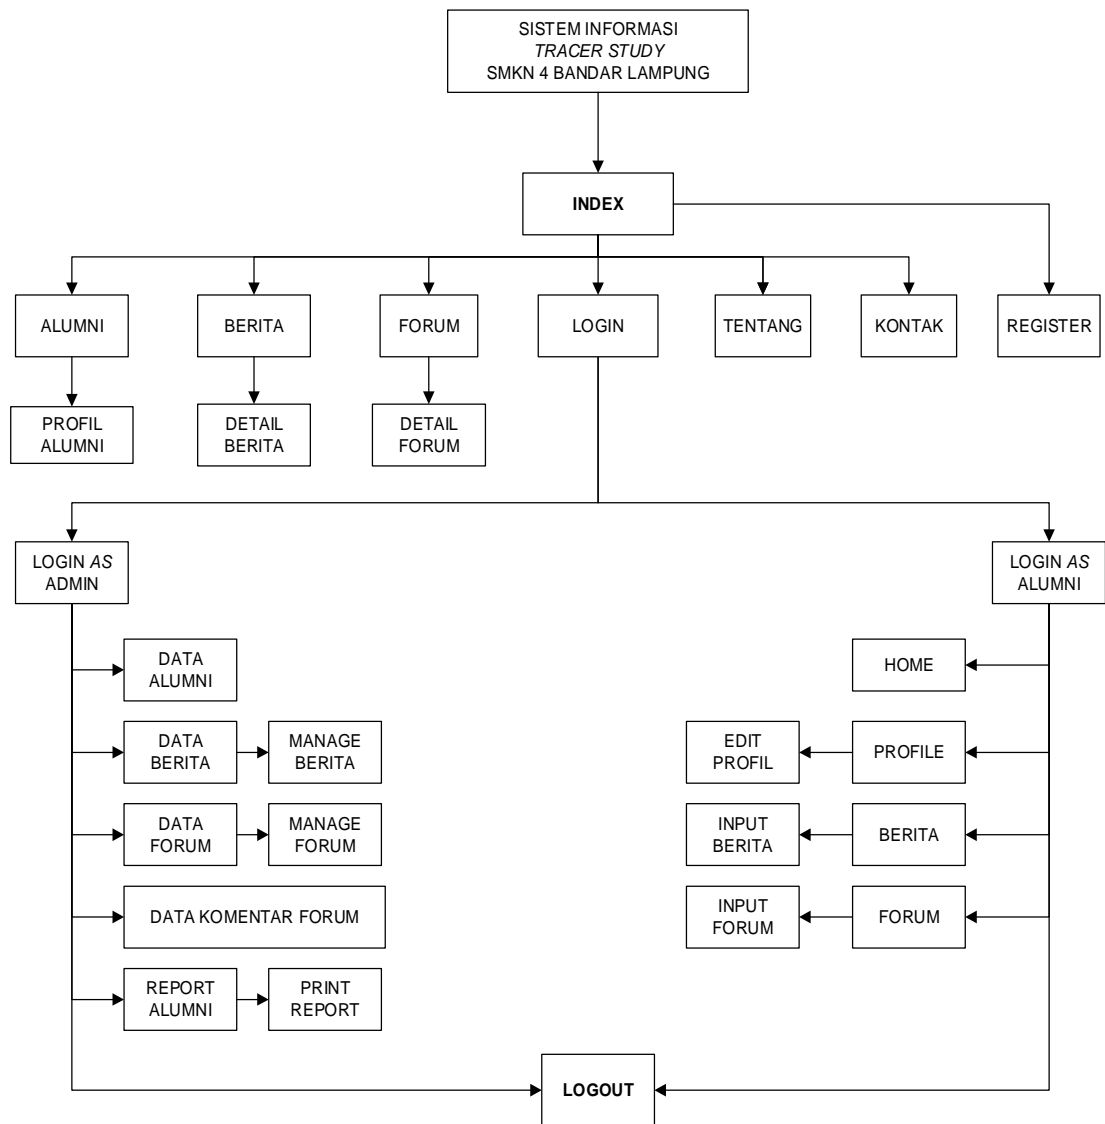 SISTEM INFORMASI
TRACER STUDY
SMKN 4 BANDAR LAMPUNG
INDEX
ALUMNI
BERITA
FORUM
LOGIN
TENTANG
KONTAK
REGISTER
PROFIL
ALUMNI
DETAIL
BERITA
DETAIL
FORUM
LOGIN AS
ADMIN
LOGIN AS
ALUMNI
DATA
ALUMNI
HOME
DATA
BERITA
MANAGE
BERITA
EDIT
PROFIL
PROFILE
DATA
FORUM
MANAGE
FORUM
INPUT
BERITA
BERITA
DATA KOMENTAR FORUM
INPUT
FORUM
FORUM
REPORT
ALUMNI
PRINT
REPORT
LOGOUT